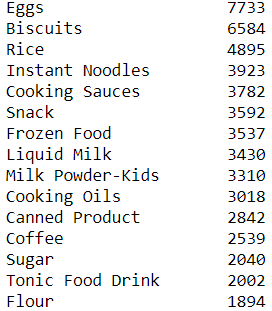 Eggs 7733
Biscuits 6584
Rice 4895
Instant Noodles 3923
Cooking Sauces 3782
Snack 3592
Frozen Food 3537
Liquid Milk 3430
Milk Powder-Kids 3310
Cooking Oils 3018
Canned Product 2842
Coffee 2539
Sugar 2040
Tonic Food Drink 2002
Flour 1894